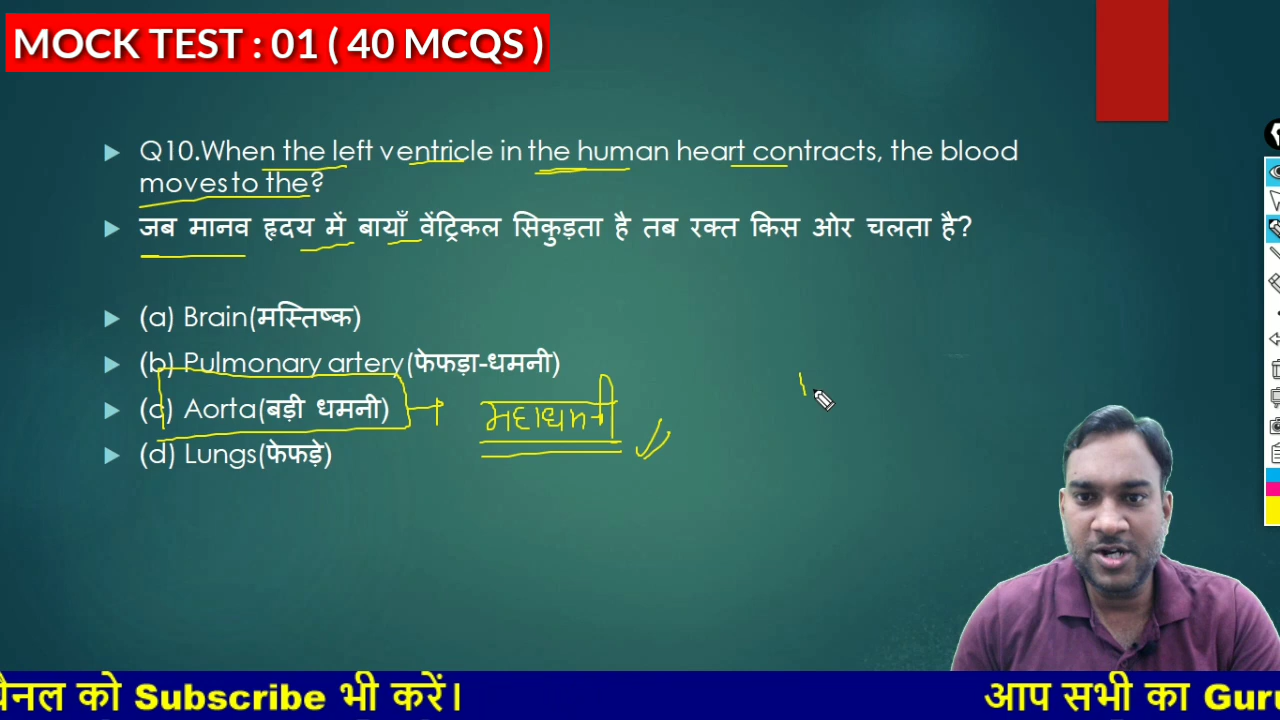 MOCK TEST : 01 ( 40 MCQS )
Q10.When the left ventricle in the human heart contracts, the blood
moves to the?
जब मानव हृदय में बायाँ वेंट्रिकल सिकुड़ता है तब रक्त किस ओर चलता है?
(a) Brain(मस्तिष्क)
(b) Pulmonary artery(फेफड़ा-धमनी)
(c) Aorta(बड़ी धमनी)
महाधमनी
(d) Lungs(फेफड़े)
चैनल को Subscribe भी करें। आप सभी का Guru